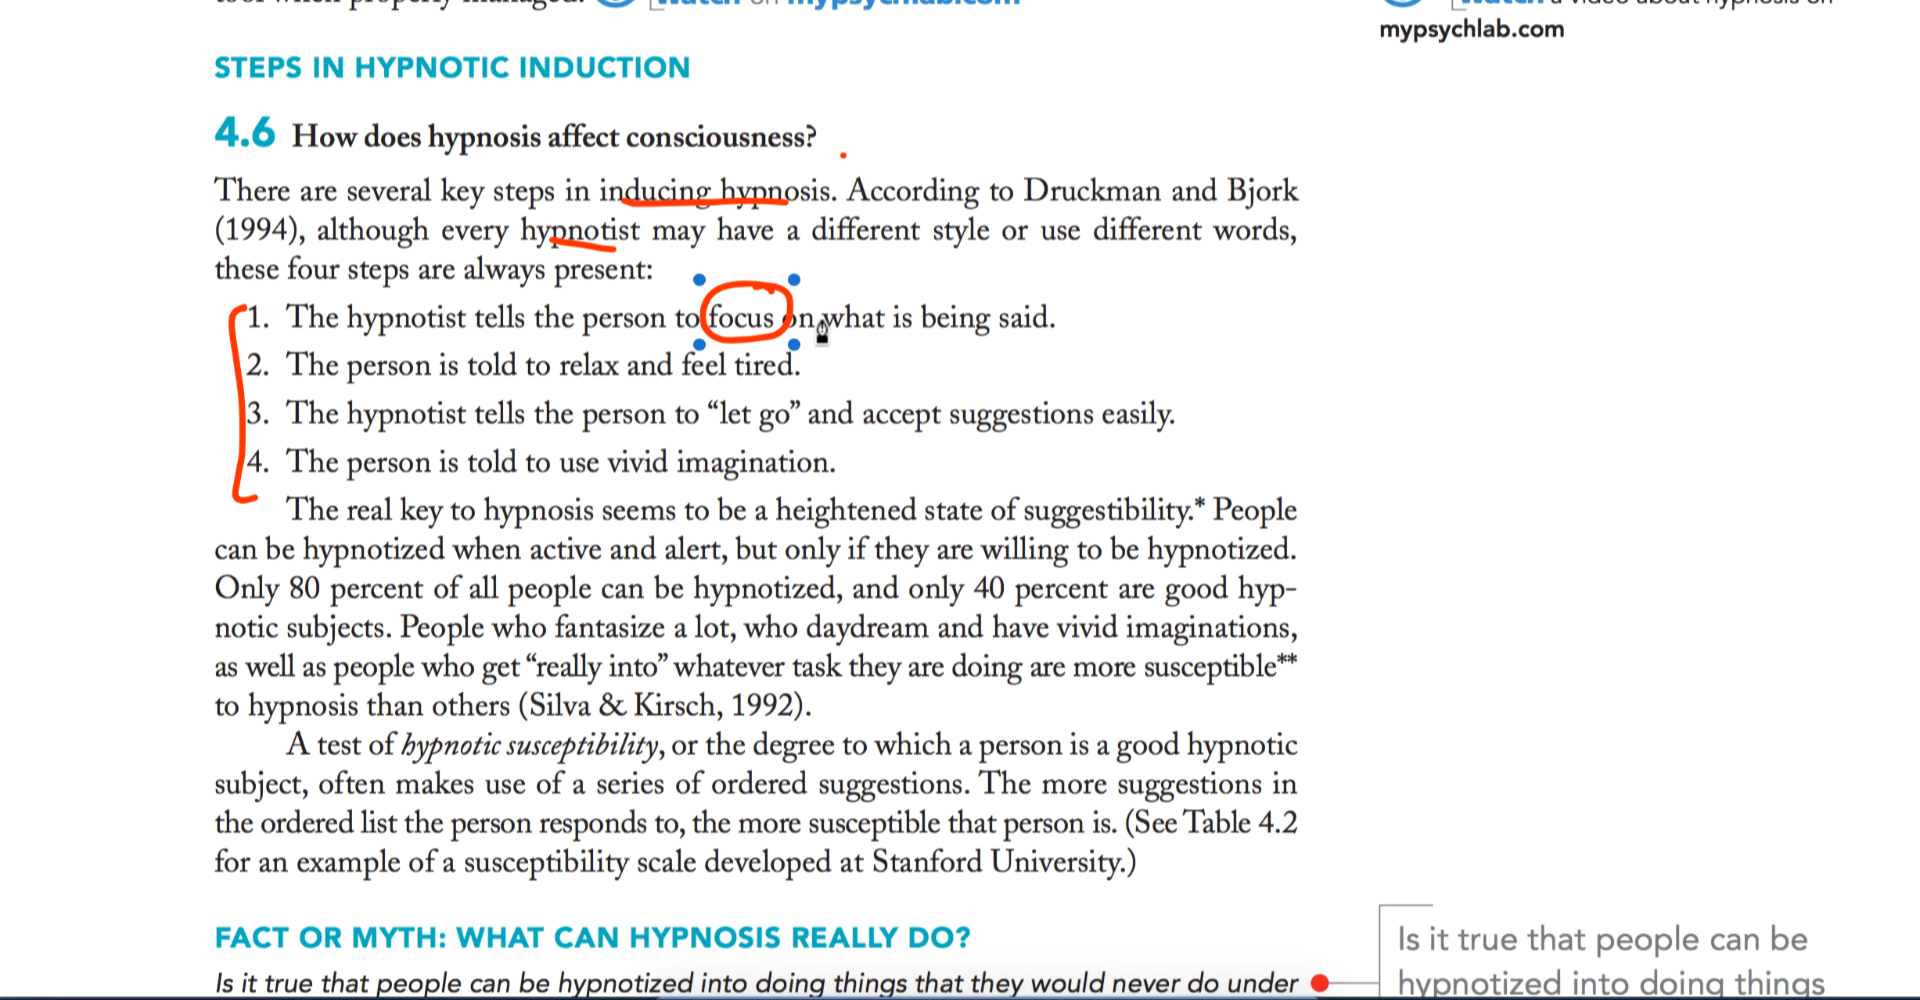 mypsychlab.com
STEPS IN HYPNOTIC INDUCTION
4.6 How does hypnosis affect consciousness?
There are several key steps in inducing hypnosis. According to Druckman and Bjork
(1994), although every hypnotist may have a different style or use different words,
these four steps are always present:
1. The hypnotist tells the person to focus on what is being said.
2. The person is told to relax and feel tired.
3. The hypnotist tells the person to “let go” and accept suggestions easily.
4. The person is told to use vivid imagination.
The real key to hypnosis seems to be a heightened state of suggestibility.* People
can be hypnotized when active and alert, but only if they are willing to be hypnotized.
Only 80 percent of all people can be hypnotized, and only 40 percent are good hyp-
notic subjects. People who fantasize a lot, who daydream and have vivid imaginations,
as well as people who get “really into” whatever task they are doing are more susceptible**
to hypnosis than others (Silva & Kirsch, 1992).
A test of hypnotic susceptibility, or the degree to which a person is a good hypnotic
subject, often makes use of a series of ordered suggestions. The more suggestions in
the ordered list the person responds to, the more susceptible that person is. (See Table 4.2
for an example of a susceptibility scale developed at Stanford University.)
FACT OR MYTH: WHAT CAN HYPNOSIS REALLY DO?
Is it true that people can be hypnotized into doing things that they would never do under
Is it true that people can be
hypnotized into doing things